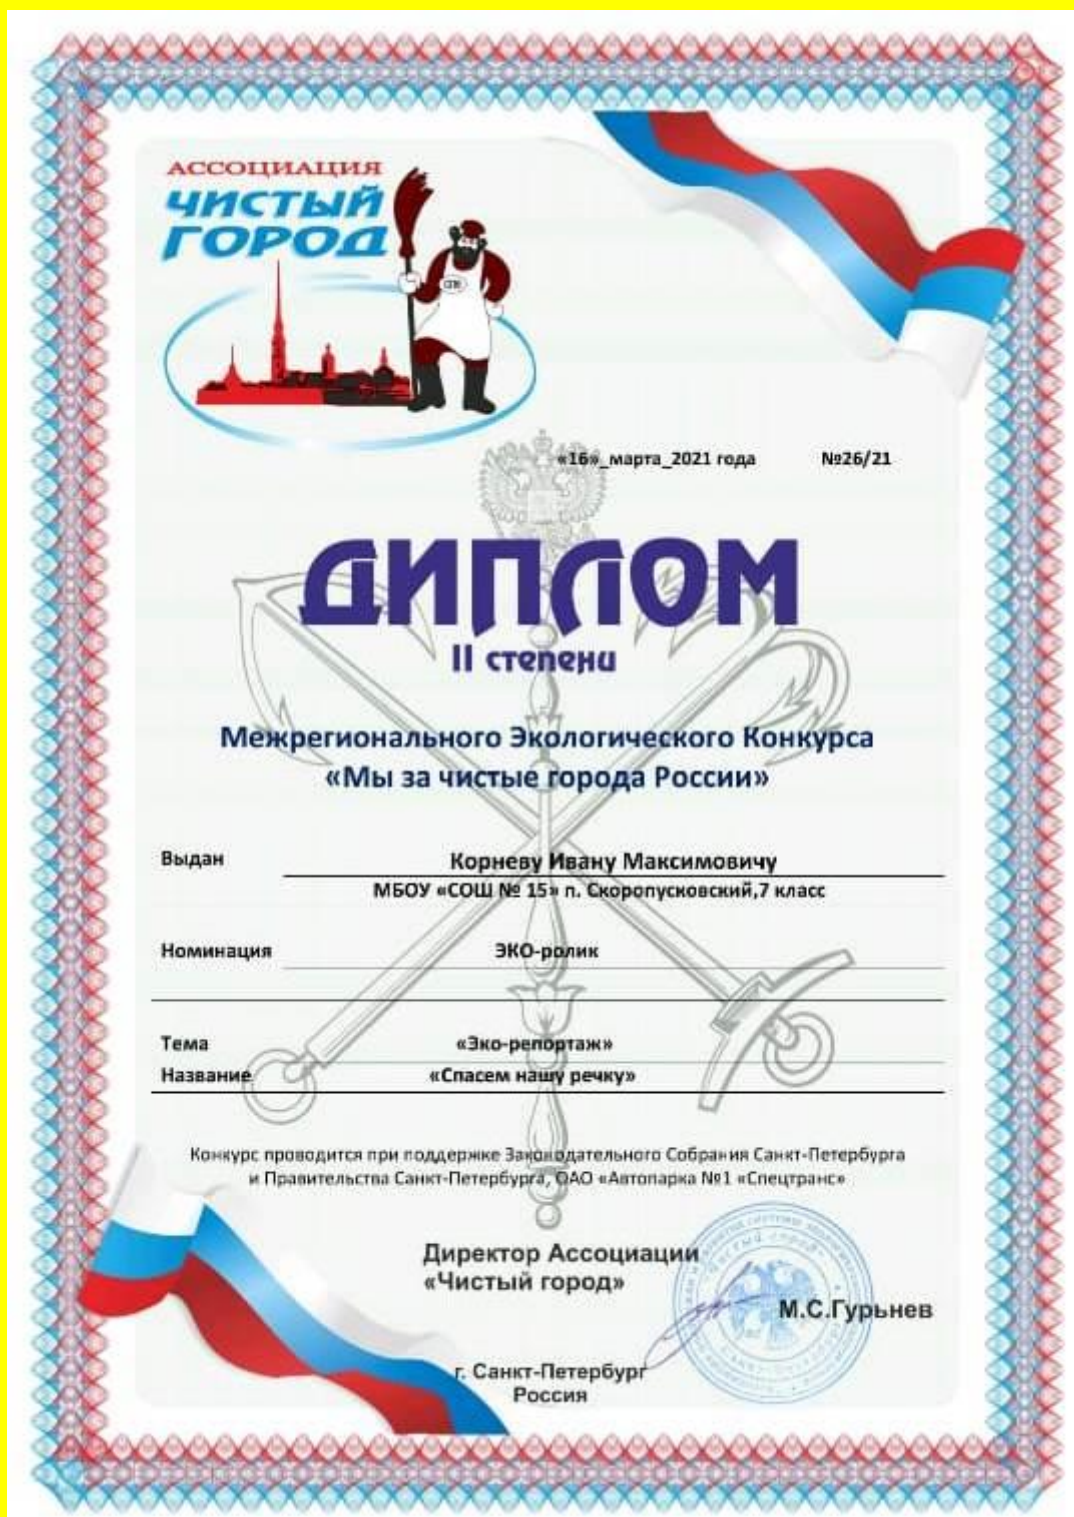 АССОЦИАЦИЯ
ЧИСТЫЙ
ГОРОД
СПб
«16»_марта_2021 года №26/21
ДИПЛОМ
II степени
Межрегионального Экологического Конкурса
«Мы за чистые города России»
Выдан Корневу Ивану Максимовичу
МБОУ «СОШ № 15» п. Скоропусковский,7 класс
Номинация ЭКО-ролик
Тема «Эко-репортаж»
Название «Спасем нашу речку»
Конкурс проводится при поддержке Законодательного Собрания Санкт-Петербурга
и Правительства Санкт-Петербурга, ОАО «Автопарка №1 «Спецтранс»
Директор Ассоциации
«Чистый город»
М.С.Гурьнев
г. Санкт-Петербург
Россия